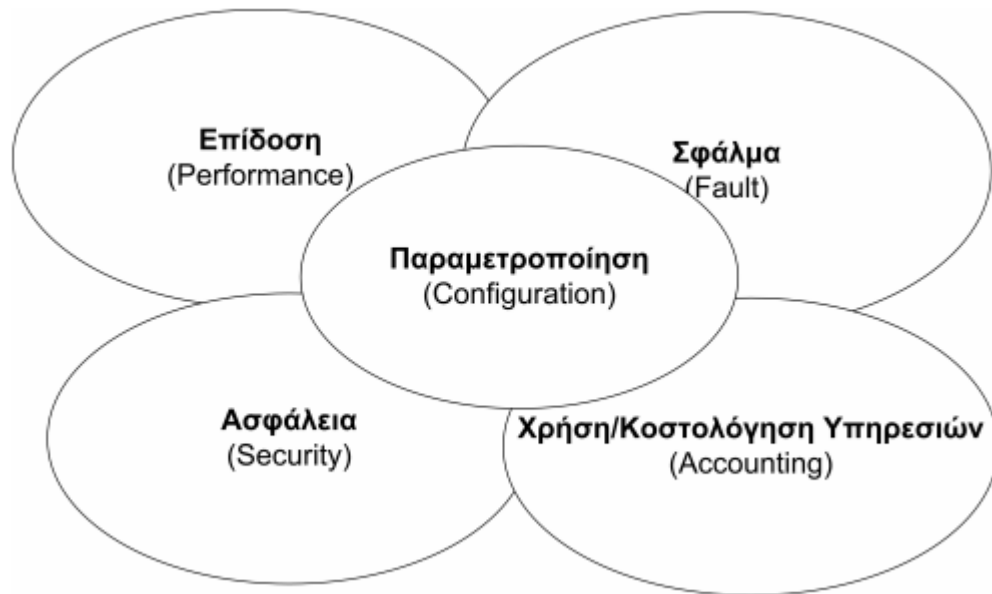 Επίδοση
(Performance)
Σφάλμα
(Fault)
Παραμετροποίηση
(Configuration)
Ασφάλεια
(Security)
Χρήση/Κοστολόγηση Υπηρεσιών
(Accounting)